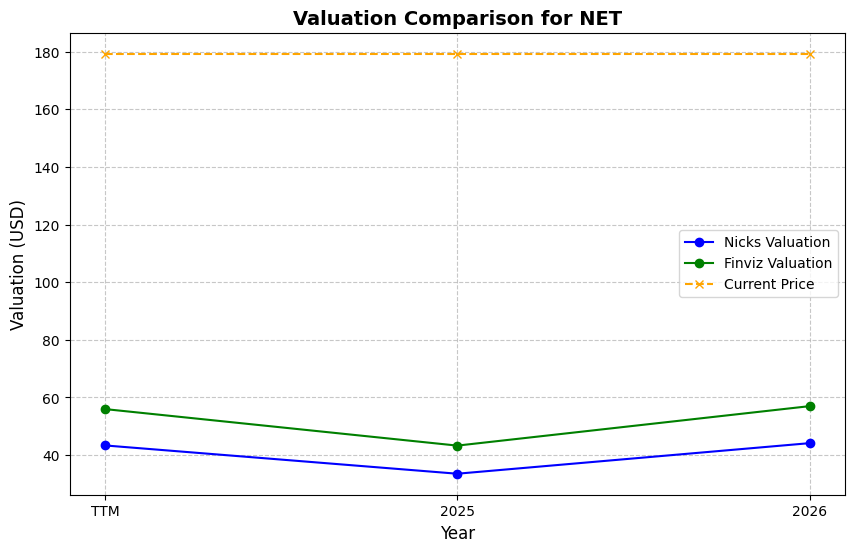 Valuation Comparison for NET
Valuation (USD)
180
160
140
120
100
80
60
40
Nicks Valuation
Finviz Valuation
Current Price
TTM 2025 2026
Year